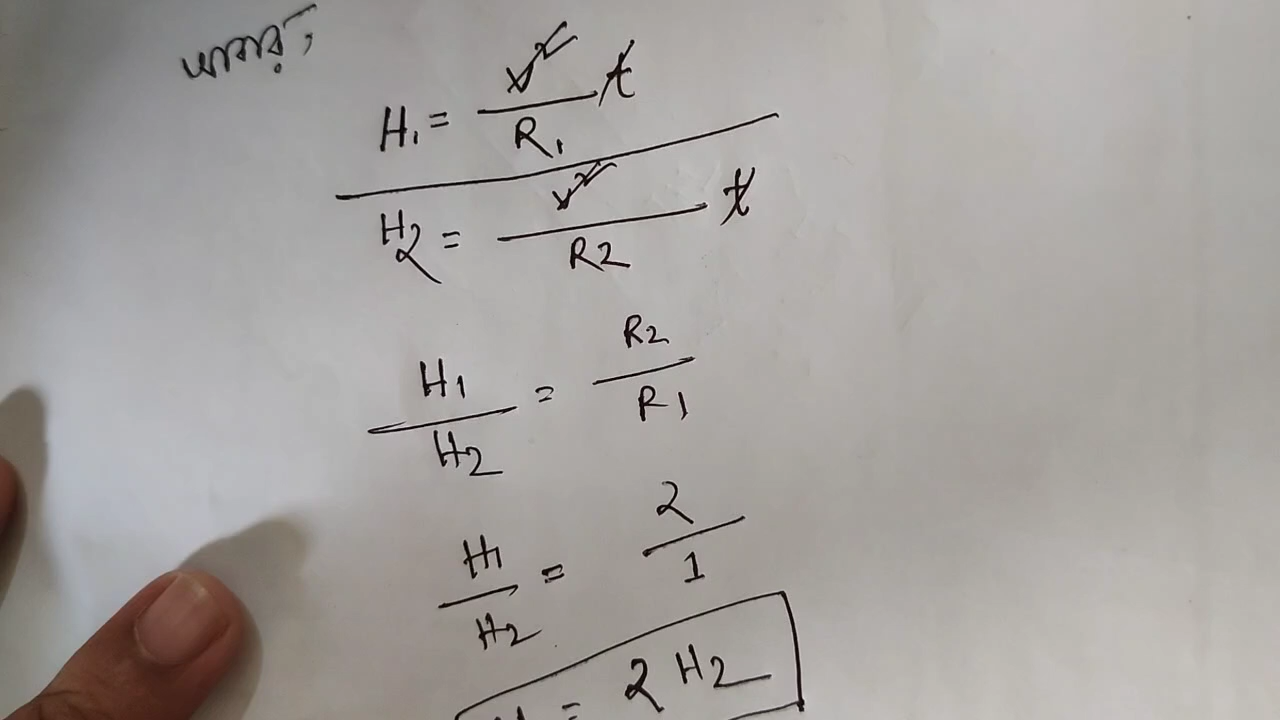 H₁ = V²/R₁ t
H2 = V²/R2 t
H1/H2 = R2/R1
H1/H2 = 2/1
= 2 H2